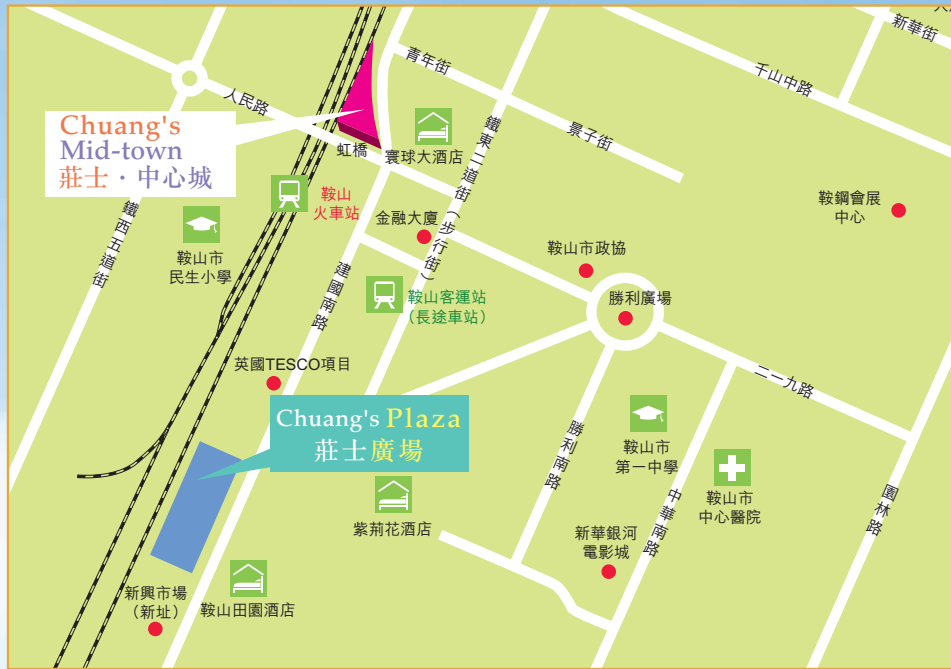 新華街
青年街
千山中路
人民路
景子街
Chuang's
Mid-town
莊士·中心城
虹橋
寰球大酒店
鐵東二道街(步行街)
鞍山
火車站
鞍鋼會展
中心
金融大廈
鐵西五道街
鞍山市
民生小學
鞍山市政協
建國南路
鞍山客運站
(長途車站)
勝利廣場
英國TESCO項目
二一九路
Chuang's Plaza
莊士廣場
勝利南路
鞍山市
第一中學
鞍山市
中心醫院
中華南路
園林路
紫荊花酒店
新華銀河
電影城
新興市場
(新址)
鞍山田園酒店